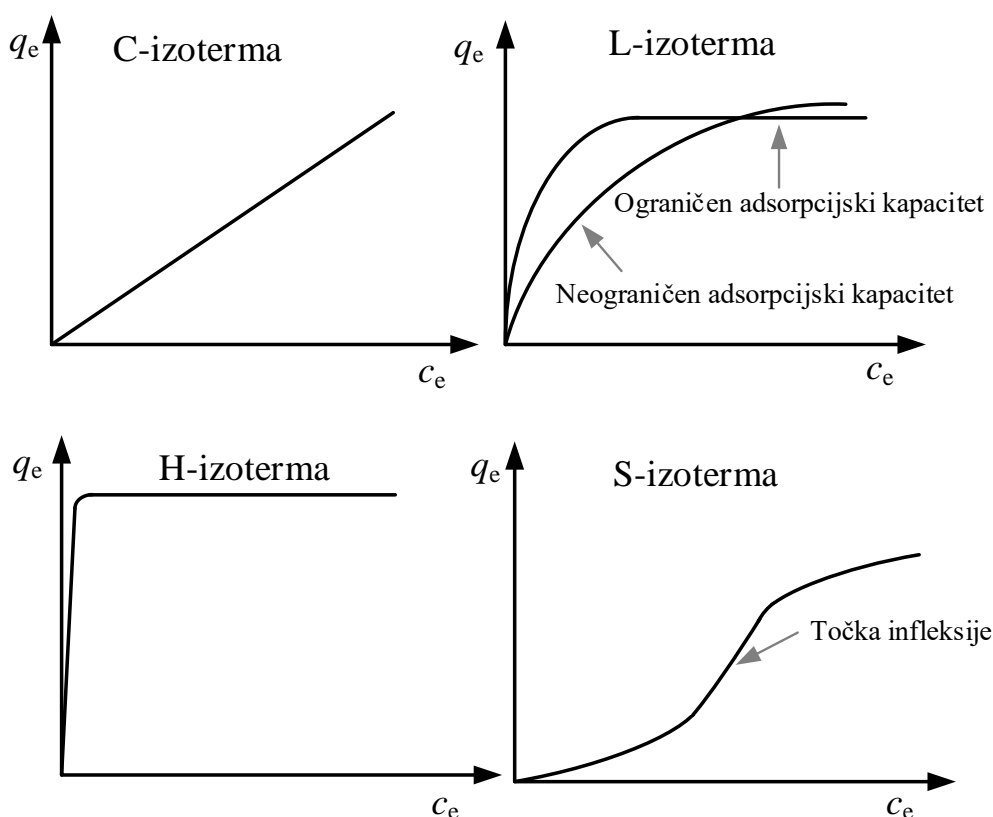 qe
C-izoterma
ce
qe
L-izoterma
Ograničen adsorpcijski kapacitet
Neograničen adsorpcijski kapacitet
ce
qe
H-izoterma
ce
qe
S-izoterma
Točka infleksije
ce